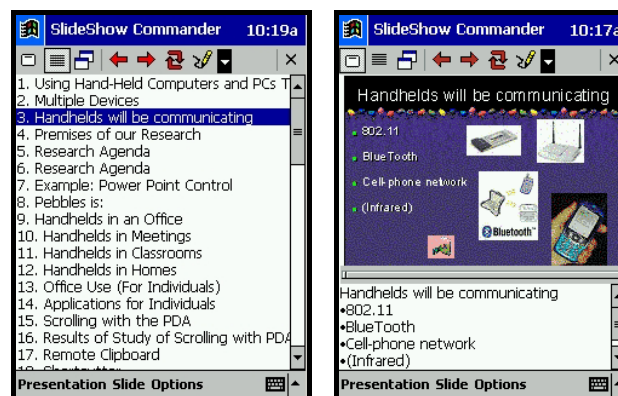 SlideShow Commander 10:19a
1. Using Hand-Held Computers and PCs T
2. Multiple Devices
3. Handhelds will be communicating
4. Premises of our Research
5. Research Agenda
6. Research Agenda
7. Example: Power Point Control
8. Pebbles is:
9. Handhelds in an Office
10. Handhelds in Meetings
11. Handhelds in Classrooms
12. Handhelds in Homes
13. Office Use (For Individuals)
14. Applications for Individuals
15. Scrolling with the PDA
16. Results of Study of Scrolling with PDA
17. Remote Clipboard
Presentation Slide Options
SlideShow Commander 10:17a
Handhelds will be communicating
802.11
BlueTooth
Cell-phone network
(Infrared)
Bluetooth™
Handhelds will be communicating
•802.11
•BlueTooth
•Cell-phone network
•(Infrared)
Presentation Slide Options